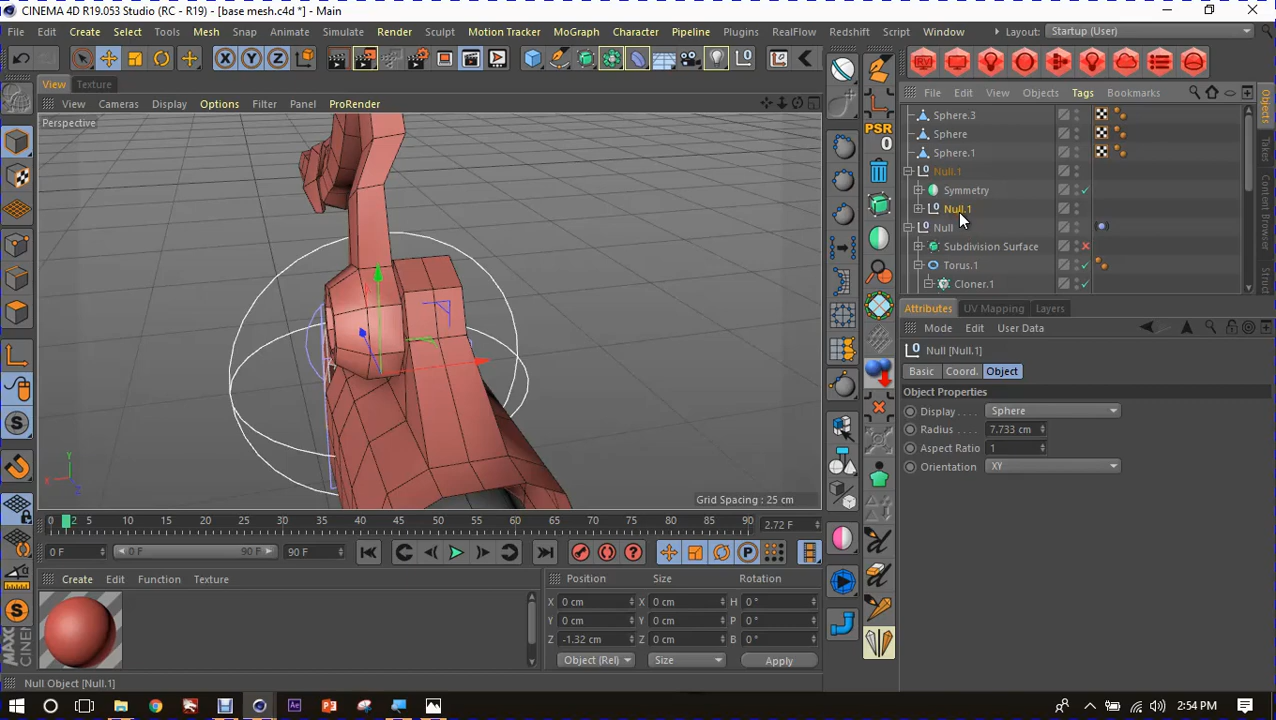 CINEMA 4D R19.053 Studio (RC - R19) - [base mesh.c4d *] - Main
File Edit Create Select Tools Mesh Snap Animate Simulate Render Sculpt Motion Tracker MoGraph Character Pipeline Plugins RealFlow Redshift Script Window Layout: Startup (User)
X Y Z
RV
View Texture
File Edit View Objects Tags Bookmarks
View Cameras Display Options Filter Panel ProRender
Perspective
PSR
0
Sphere.3
Sphere
Sphere.1
Null.1
Symmetry
Null.1
Null
Subdivision Surface
Torus.1
Cloner.1
Objects
Takes
Content Browser
Struct
Attributes UV Mapping Layers
Mode Edit User Data
Null [Null.1]
Basic Coord. Object
Object Properties
Display . . . . Sphere
Radius . . . . 7.733 cm
Aspect Ratio 1
Orientation . . XY
Y
X
Z
Grid Spacing : 25 cm
0 2 5 10 15 20 25 30 35 40 45 50 55 60 65 70 75 80 85 90 2.72 F
0 F 0 F 90 F 90 F
Create Edit Function Texture
Position Size Rotation
X 0 cm X 0 cm H 0 °
Y 0 cm Y 0 cm P 0 °
Z -1.32 cm Z 0 cm B 0 °
Object (Rel) Size Apply
Null Object [Null.1]
2:54 PM